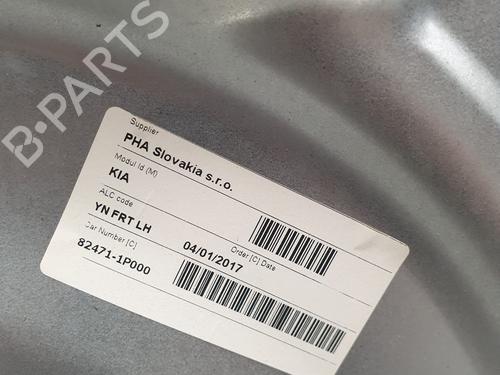 B-PARTS
Supplier
PHA Slovakia s.r.o.
Modul Id (M)
KIA
ALC code
YN FRT LH
Order [C] Date
04/01/2017
Car Number [C]
82471-1P000